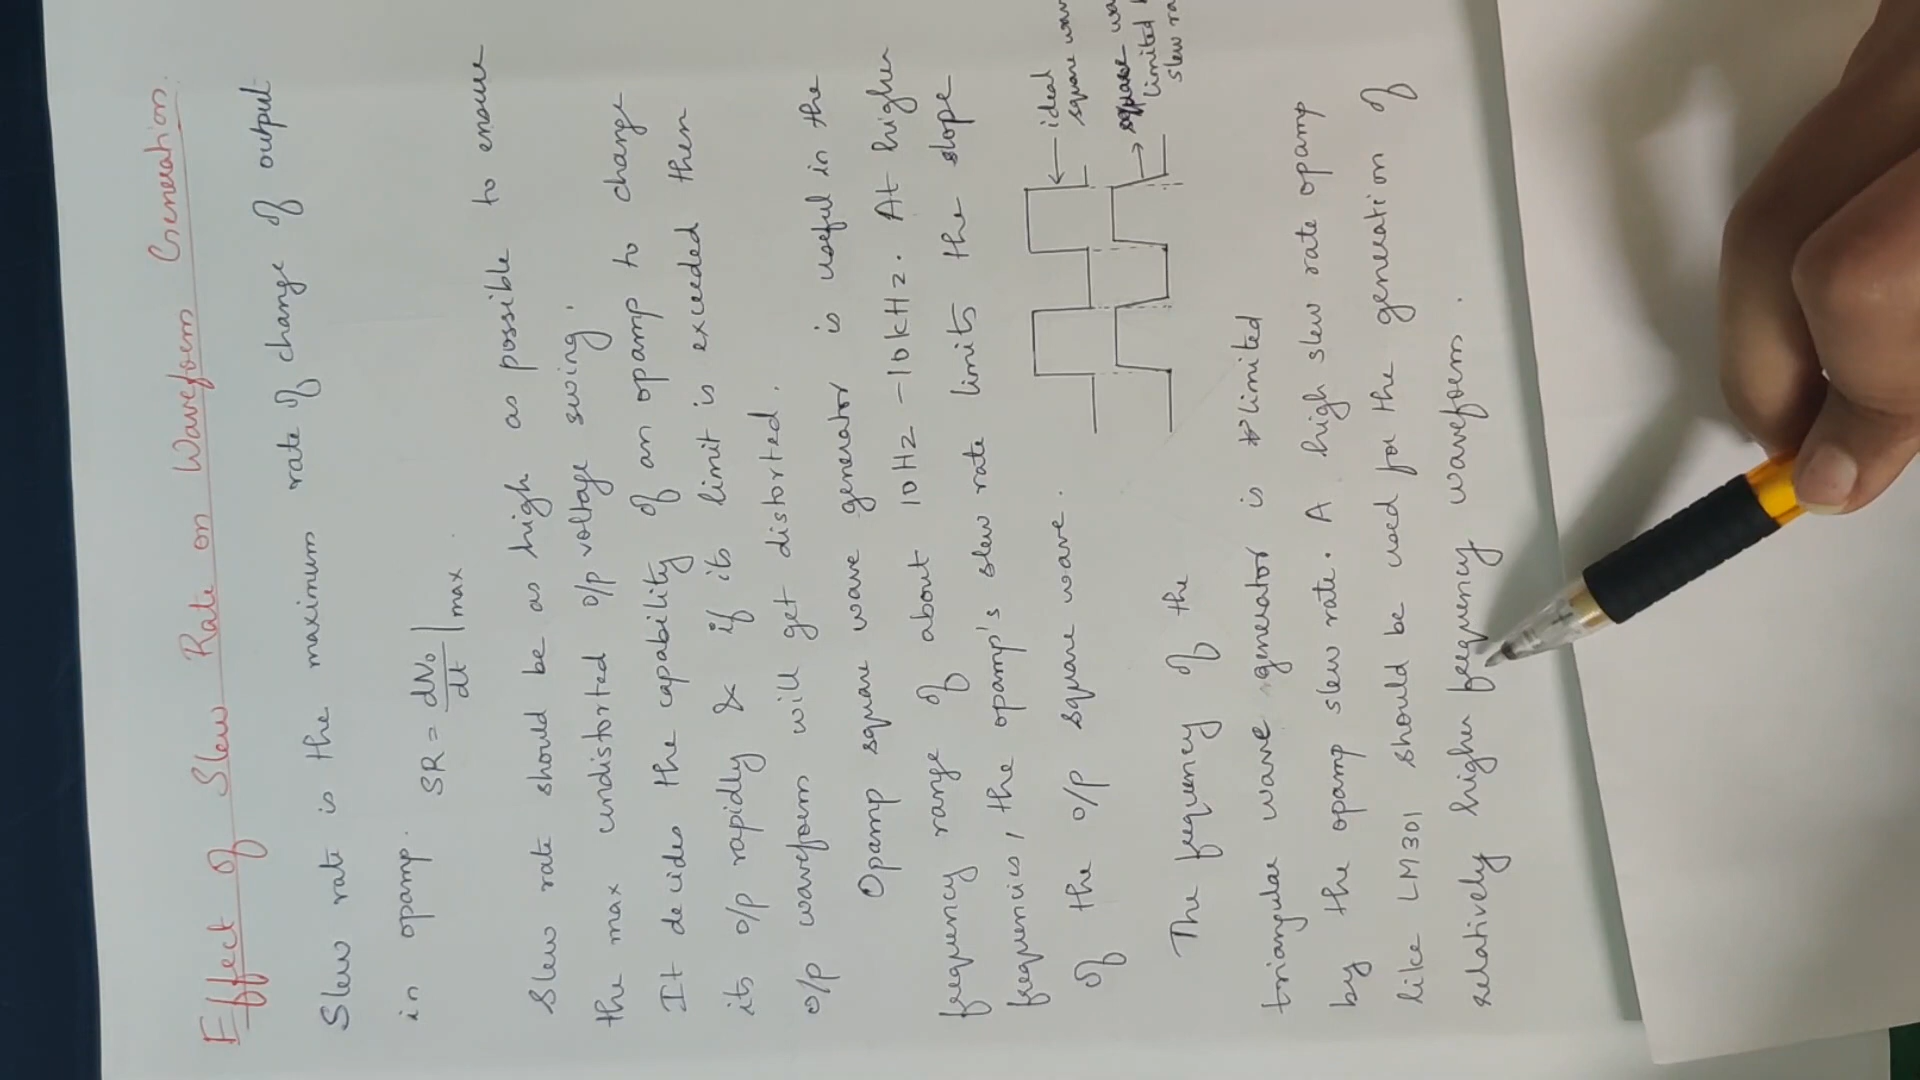 Effect of Slew Rate on Waveform Generation.
Slew rate is the maximum rate of change of output
in opamp. SR = dVo/dt |max.
Slew rate should be as high as possible to ensure
the max undistorted o/p voltage swing.
It decides the capability of an opamp to change
its o/p rapidly & if its limit is exceeded then
o/p waveform will get distorted.
Opamp square wave generator is useful in the
frequency range of about 10Hz - 10kHz. At higher
frequencies, the opamp's slew rate limits the slope
of the o/p square wave.
ideal
square
square
limited
slew
The frequency of the
triangular wave generator is limited
by the opamp slew rate. A high slew rate opamp
like LM301 should be used for the generation of
relatively higher frequency waveform.